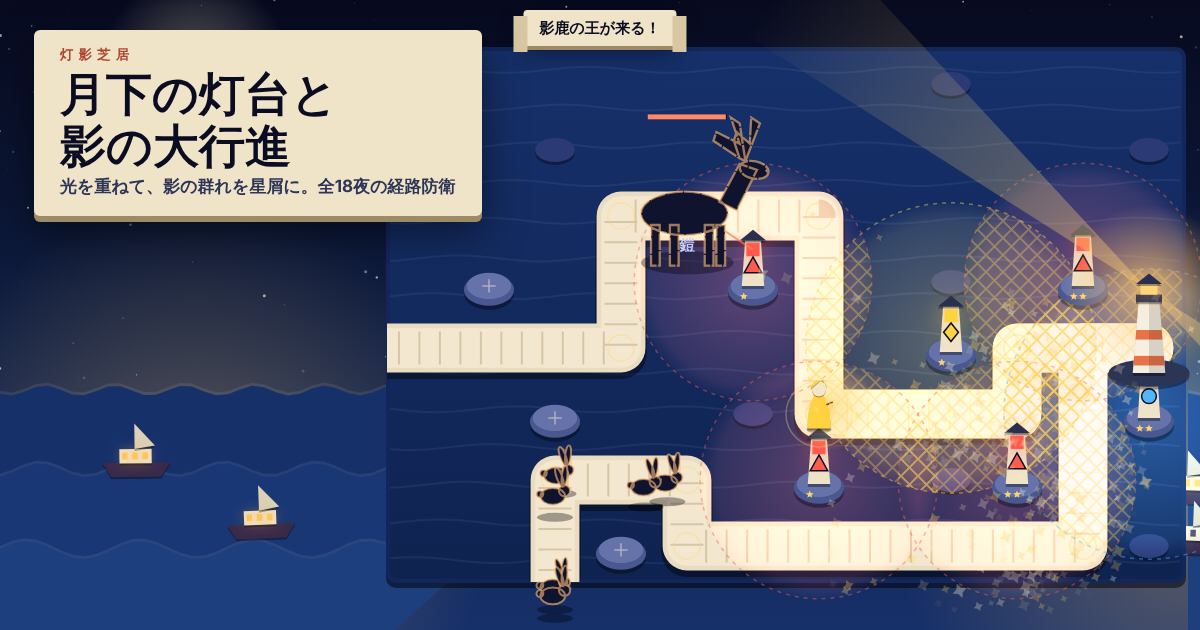 影鹿の王が来る！
灯影芝居
月下の灯台と
影の大行進
光を重ねて、影の群れを星屑に。全18夜の経路防衛
鎧